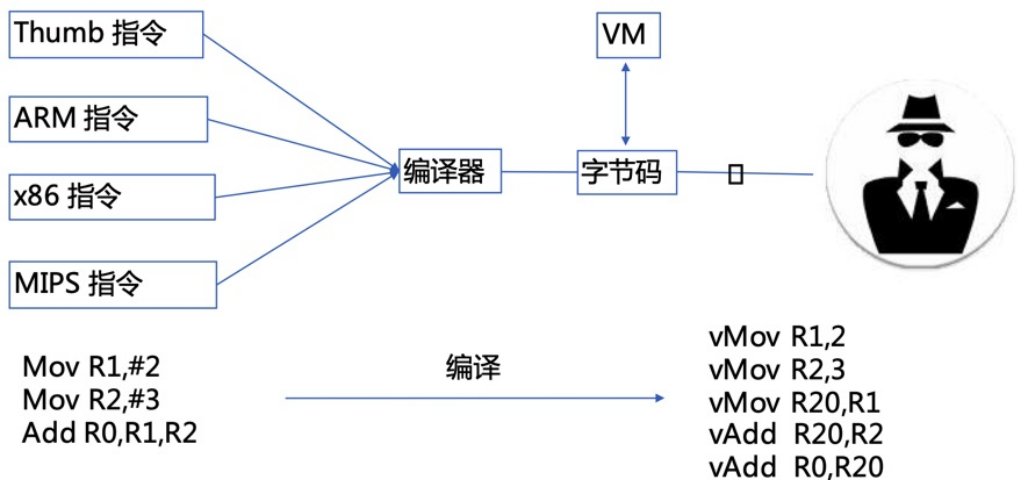 Thumb 指令
VM
ARM 指令
编译器
字节码
x86 指令
MIPS 指令
Mov R1,#2
Mov R2,#3
Add R0,R1,R2
编译
vMov R1,2
vMov R2,3
vMov R20,R1
vAdd R20,R2
vAdd R0,R20